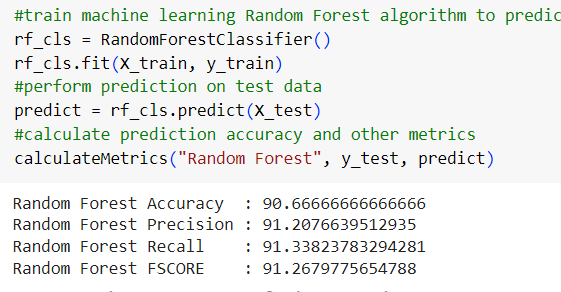 #train machine learning Random Forest algorithm to predic
rf_cls = RandomForestClassifier()
rf_cls.fit(X_train, y_train)
#perform prediction on test data
predict = rf_cls.predict(X_test)
#calculate prediction accuracy and other metrics
calculateMetrics("Random Forest", y_test, predict)
Random Forest Accuracy  : 90.66666666666666
Random Forest Precision : 91.2076639512935
Random Forest Recall    : 91.33823783294281
Random Forest FSCORE    : 91.2679775654788